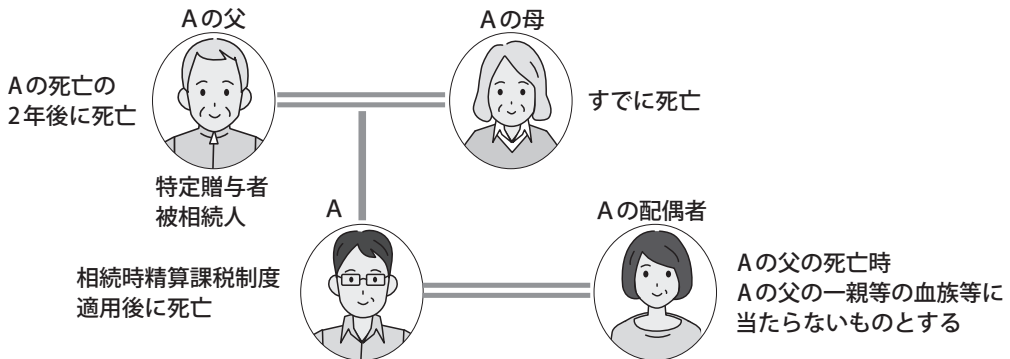 Aの父
Aの母
Aの死亡の
2年後に死亡
すでに死亡
特定贈与者
被相続人
A
Aの配偶者
相続時精算課税制度
適用後に死亡
Aの父の死亡時
Aの父の一親等の血族等に
当たらないものとする